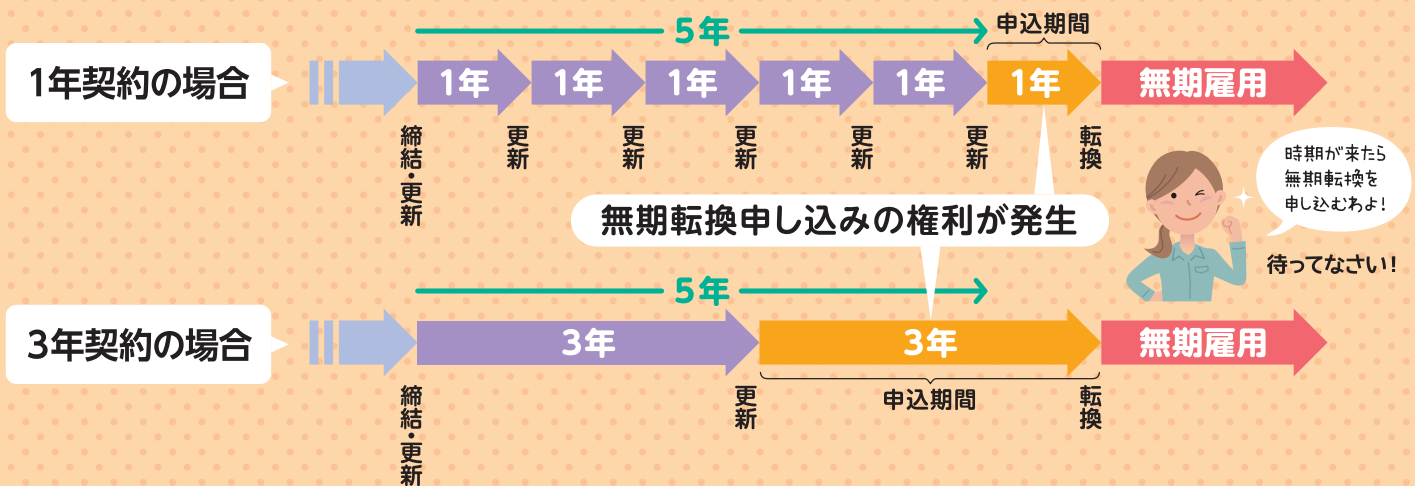 5年
申込期間
1年契約の場合
1年
1年
1年
1年
1年
1年
無期雇用
締結・更新
更新
更新
更新
更新
更新
転換
時期が来たら
無期転換を
申し込むわよ!
無期転換申し込みの権利が発生
待ってなさい!
5年
3年契約の場合
3年
3年
無期雇用
締結・更新
更新
申込期間
転換